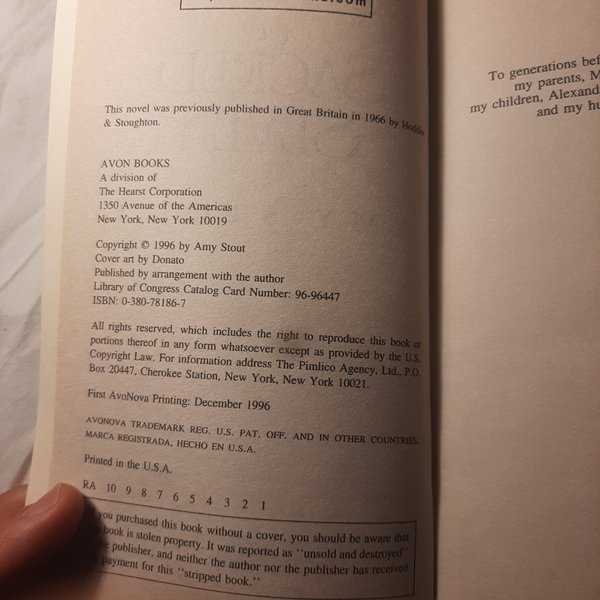 This novel was previously published in Great Britain in 1966 by Hodder
& Stoughton.
AVON BOOKS
A division of
The Hearst Corporation
1350 Avenue of the Americas
New York, New York 10019
Copyright © 1996 by Amy Stout
Cover art by Donato
Published by arrangement with the author
Library of Congress Catalog Card Number: 96-96447
ISBN: 0-380-78186-7
All rights reserved, which includes the right to reproduce this book or
portions thereof in any form whatsoever except as provided by the U.S.
Copyright Law. For information address The Pimlico Agency, Ltd., P.O.
Box 20447, Cherokee Station, New York, New York 10021.
First AvoNova Printing: December 1996
AVONOVA TRADEMARK REG. U.S. PAT. OFF. AND IN OTHER COUNTRIES,
MARCA REGISTRADA, HECHO EN U.S.A.
Printed in the U.S.A.
RA 10 9 8 7 6 5 4 3 2 1
you purchased this book without a cover, you should be aware that
book is stolen property. It was reported as "unsold and destroyed"
publisher, and neither the author nor the publisher has received
payment for this "stripped book."
To generations bef
my parents, M
my children, Alexand
and my hu